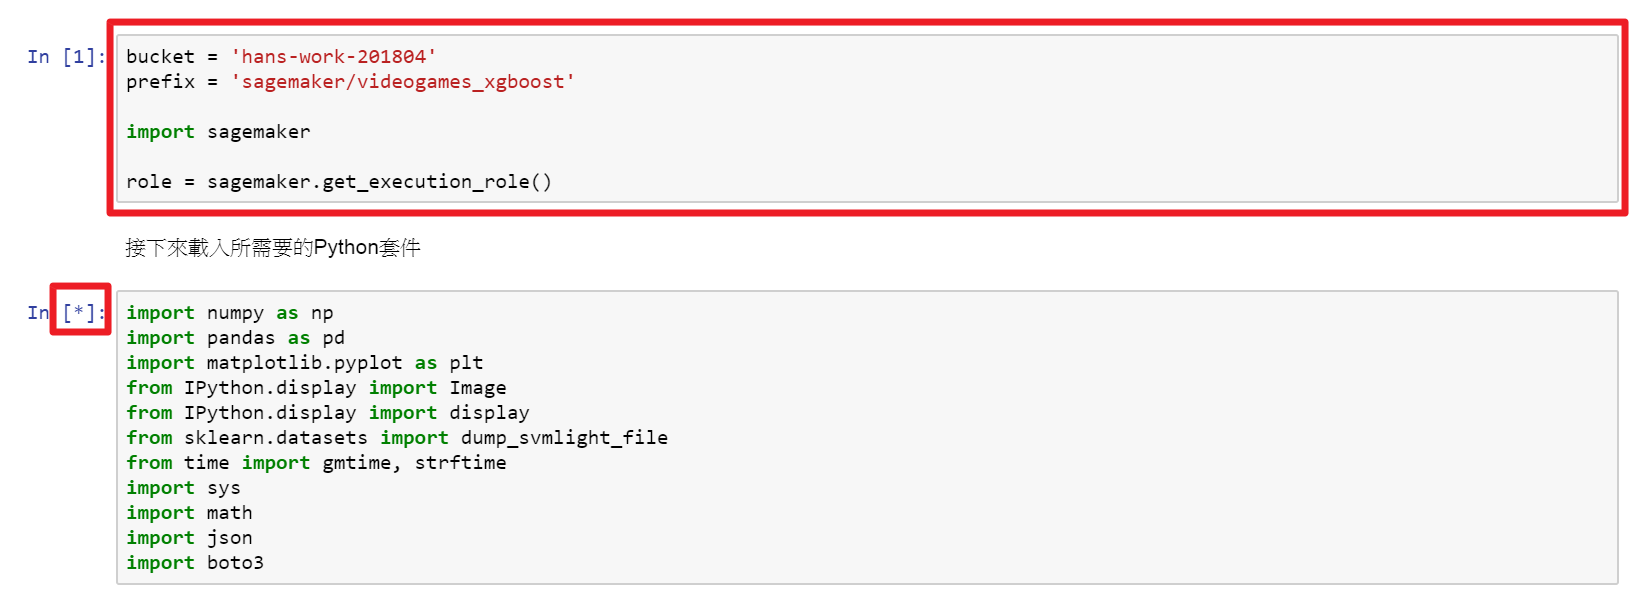 In [1]:
bucket = 'hans-work-201804'
prefix = 'sagemaker/videogames_xgboost'
import sagemaker
role = sagemaker.get_execution_role()
接下來載入所需要的Python套件
In [*]:
import numpy as np
import pandas as pd
import matplotlib.pyplot as plt
from IPython.display import Image
from IPython.display import display
from sklearn.datasets import dump_svmlight_file
from time import gmtime, strftime
import sys
import math
import json
import boto3